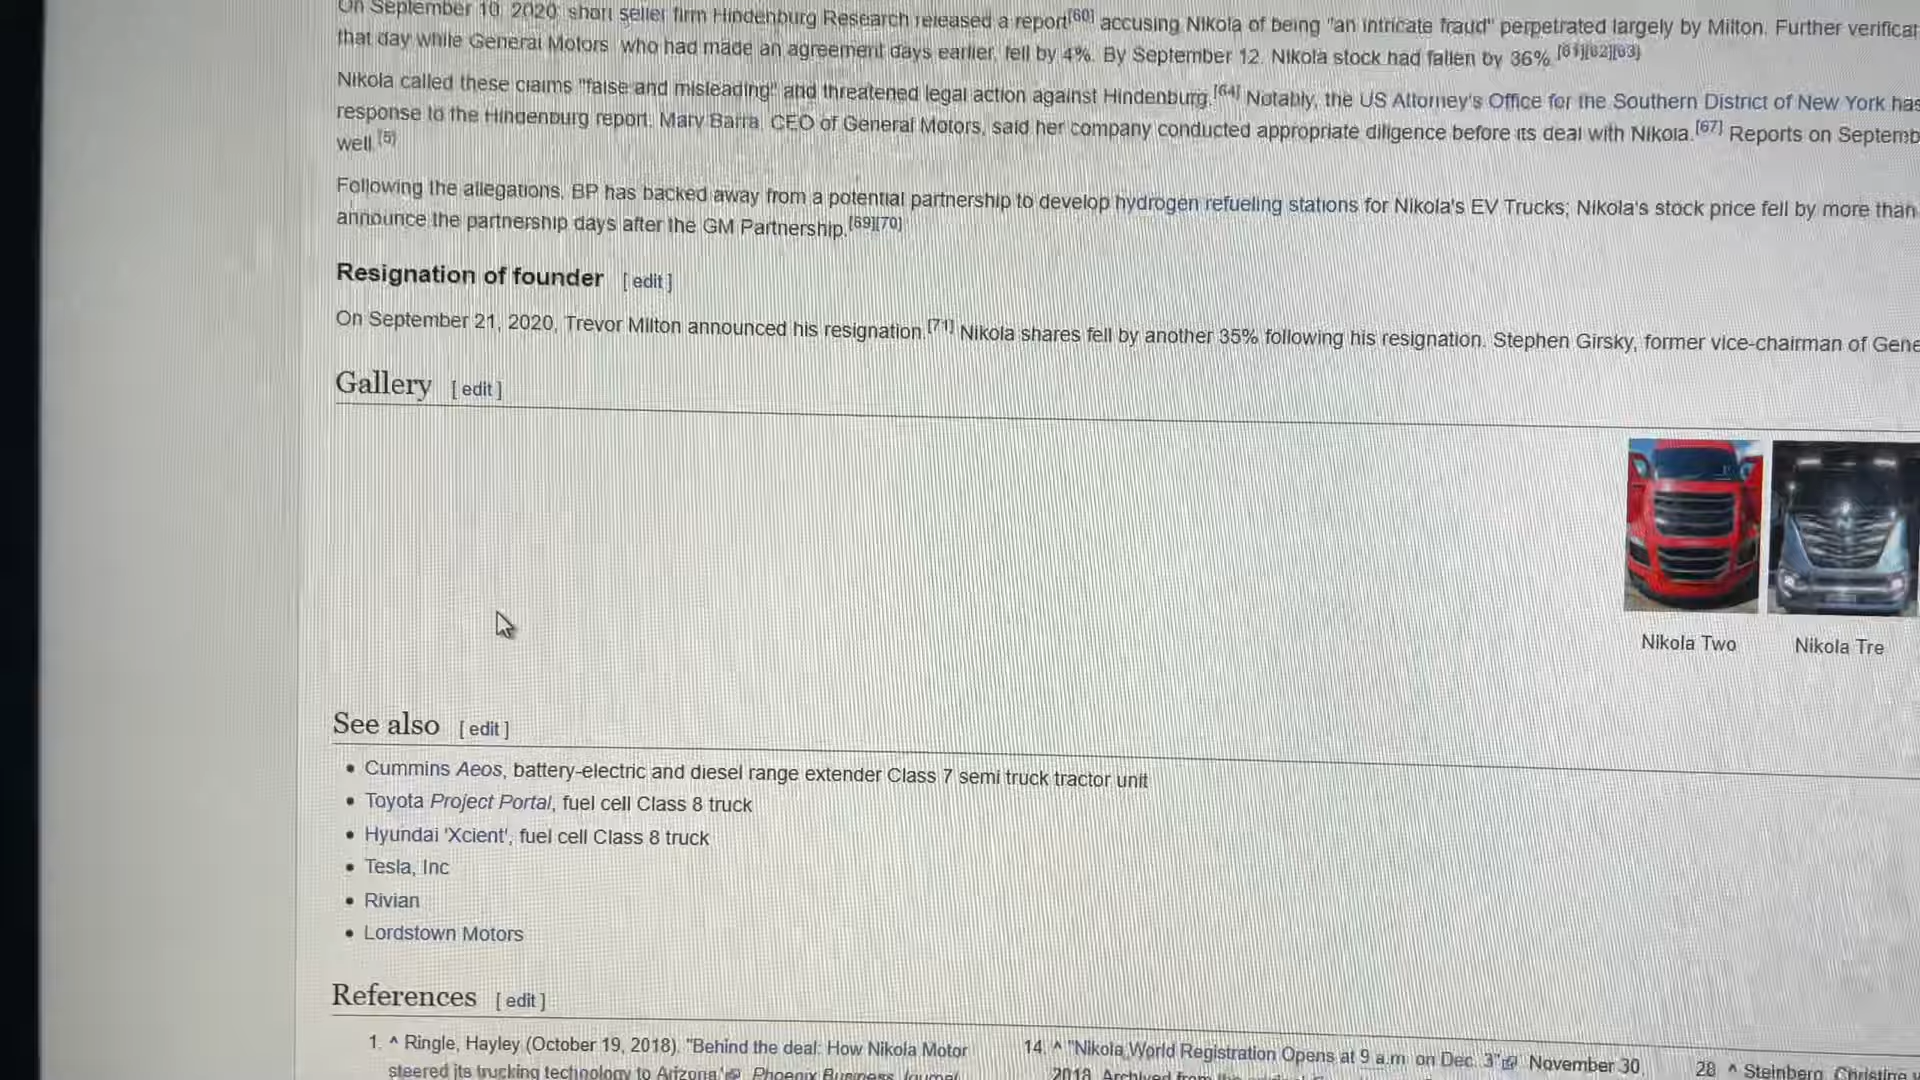 On September 10, 2020, short seller firm Hindenburg Research released a report[60] accusing Nikola of being "an intricate fraud" perpetrated largely by Milton. Further
that day while General Motors, who had made an agreement days earlier, fell by 4%. By September 12, Nikola stock had fallen by 36%.[61][62][63]
Nikola called these claims "false and misleading" and threatened legal action against Hindenburg.[64] Notably, the US Attorney's Office for the Southern District of New York has
response to the Hindenburg report. Mary Barra, CEO of General Motors, said her company conducted appropriate diligence before its deal with Nikola.[67] Reports on
well.[5]
Following the allegations, BP has backed away from a potential partnership to develop hydrogen refueling stations for Nikola's EV Trucks; Nikola's stock price fell by more than
announce the partnership days after the GM Partnership.[69][70]
Resignation of founder [ edit ]
On September 21, 2020, Trevor Milton announced his resignation.[71] Nikola shares fell by another 35% following his resignation. Stephen Girsky, former vice-chairman of Gene
Gallery [ edit ]
Nikola Two Nikola Tre
See also [ edit ]
• Cummins Aeos, battery-electric and diesel range extender Class 7 semi truck tractor unit
• Toyota Project Portal, fuel cell Class 8 truck
• Hyundai 'Xcient', fuel cell Class 8 truck
• Tesla, Inc
• Rivian
• Lordstown Motors
References [ edit ]
1. ^ Ringle, Hayley (October 19, 2018). "Behind the deal: How Nikola Motor
steered its trucking technology to Arizona". Phoenix Business Journal.
14. ^ "Nikola World Registration Opens at 9 a.m. on Dec. 3". November 30,
2018. Archived from the original
28. ^ Steinberg, Christine